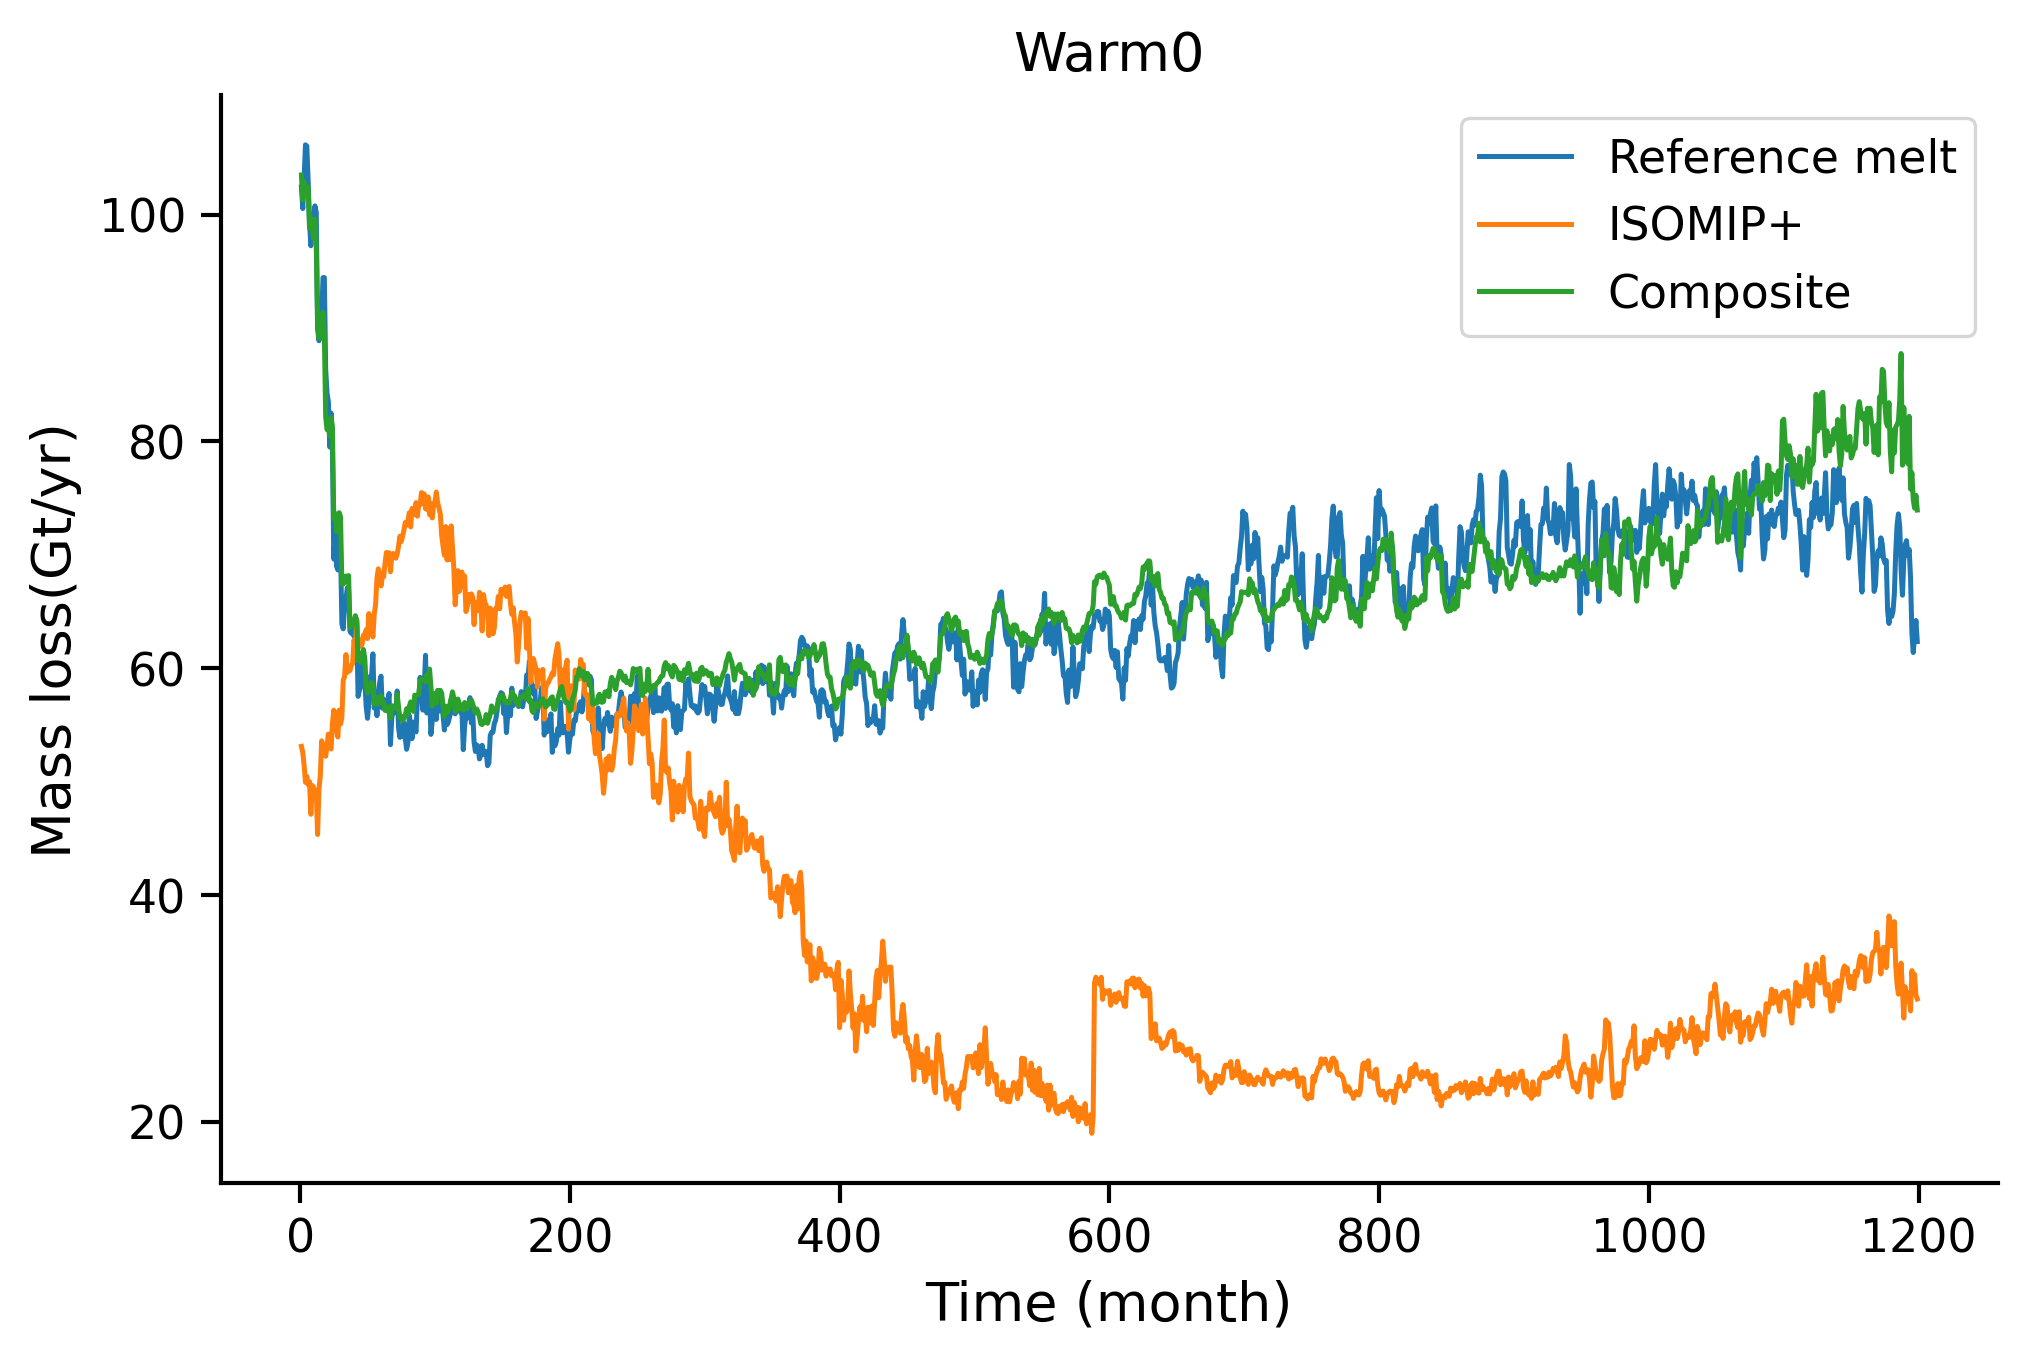 Warm0
Reference melt
ISOMIP+
Composite
Mass loss(Gt/yr)
100
80
60
40
20
0 200 400 600 800 1000 1200
Time (month)